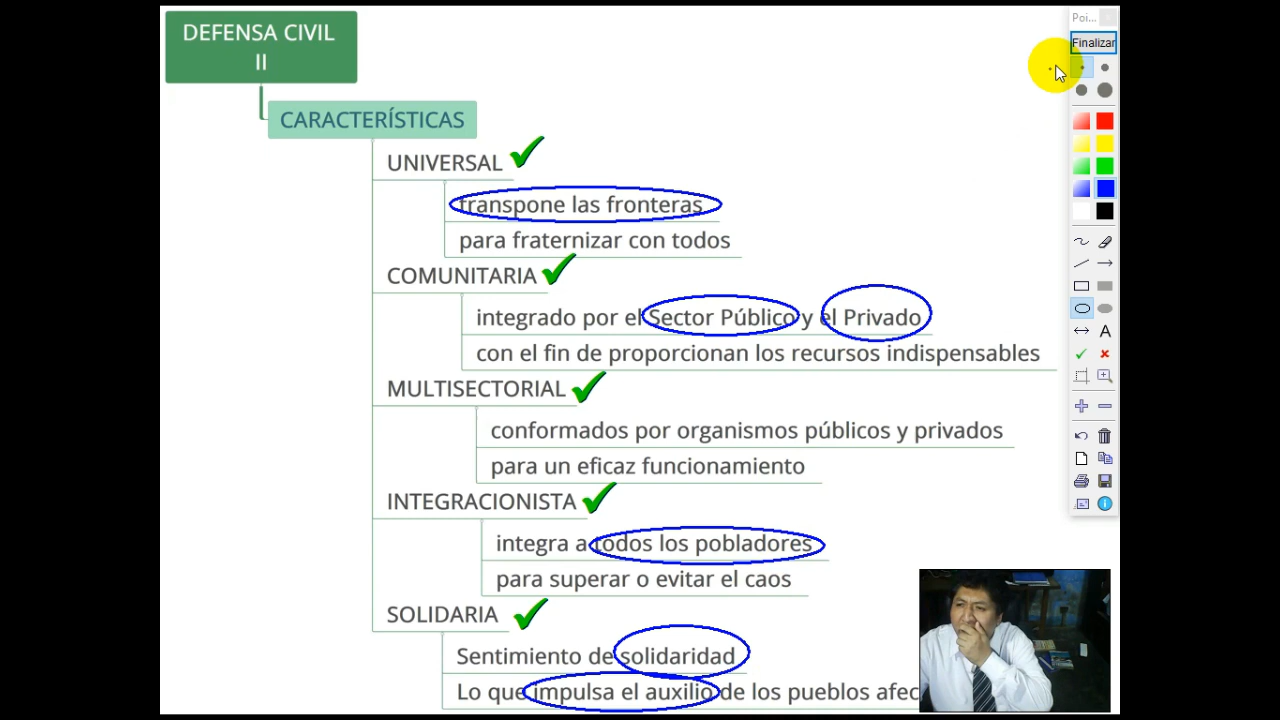 DEFENSA CIVIL
II
CARACTERÍSTICAS
UNIVERSAL
transpone las fronteras
para fraternizar con todos
COMUNITARIA
integrado por el Sector Público y el Privado
con el fin de proporcionan los recursos indispensables
MULTISECTORIAL
conformados por organismos públicos y privados
para un eficaz funcionamiento
INTEGRACIONISTA
integra a todos los pobladores
para superar o evitar el caos
SOLIDARIA
Sentimiento de solidaridad
Lo que impulsa el auxilio de los pueblos afec
Poi...
Finalizar
A